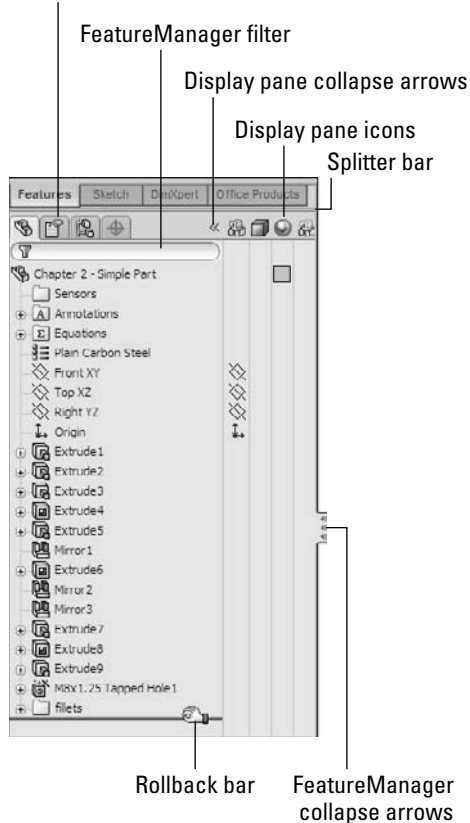 FeatureManager filter
Display pane collapse arrows
Display pane icons
Splitter bar
Features Sketch DimXpert Office Products
Chapter 2 - Simple Part
Sensors
Annotations
Equations
Plain Carbon Steel
Front XY
Top XZ
Right YZ
Origin
Extrude1
Extrude2
Extrude3
Extrude4
Extrude5
Mirror1
Extrude6
Mirror2
Mirror3
Extrude7
Extrude8
Extrude9
M8x1.25 Tapped Hole1
fillets
Rollback bar
FeatureManager
collapse arrows